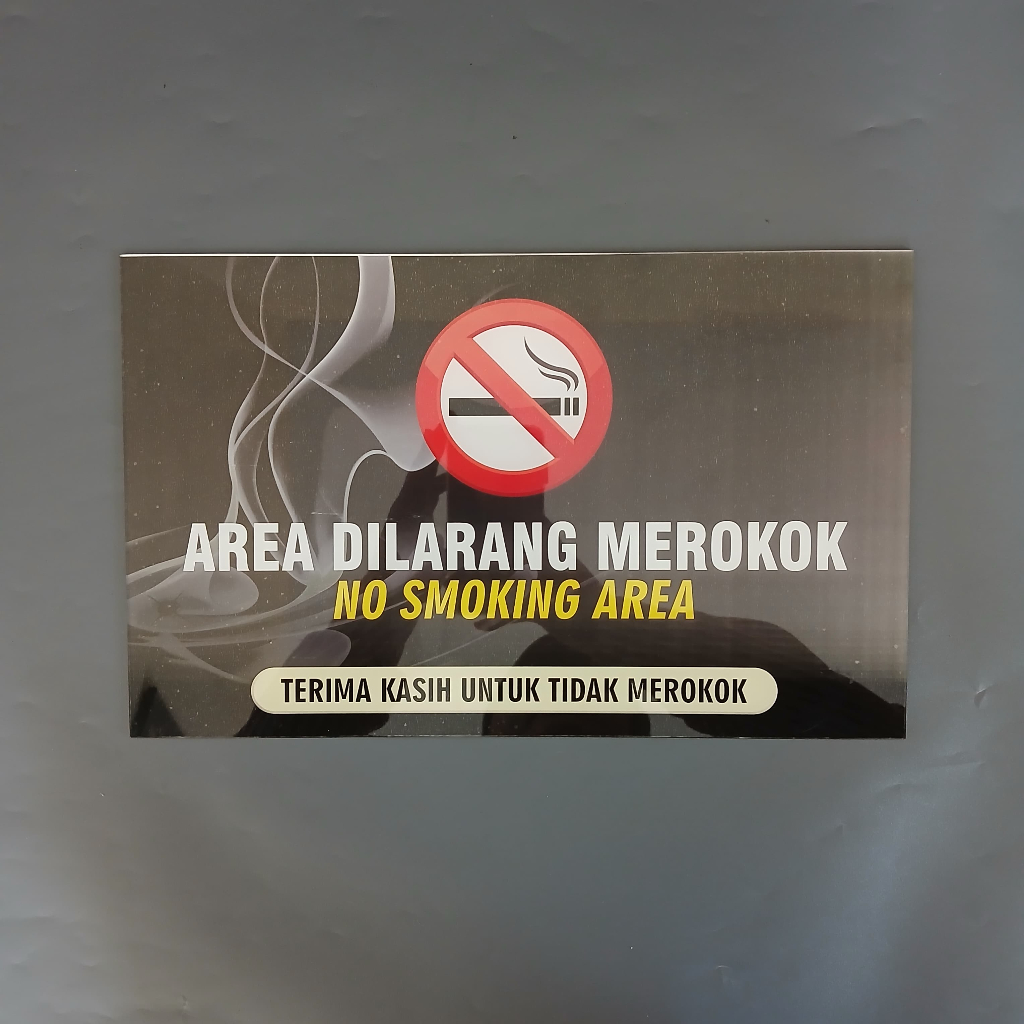 AREA DILARANG MEROKOK
NO SMOKING AREA
TERIMA KASIH UNTUK TIDAK MEROKOK